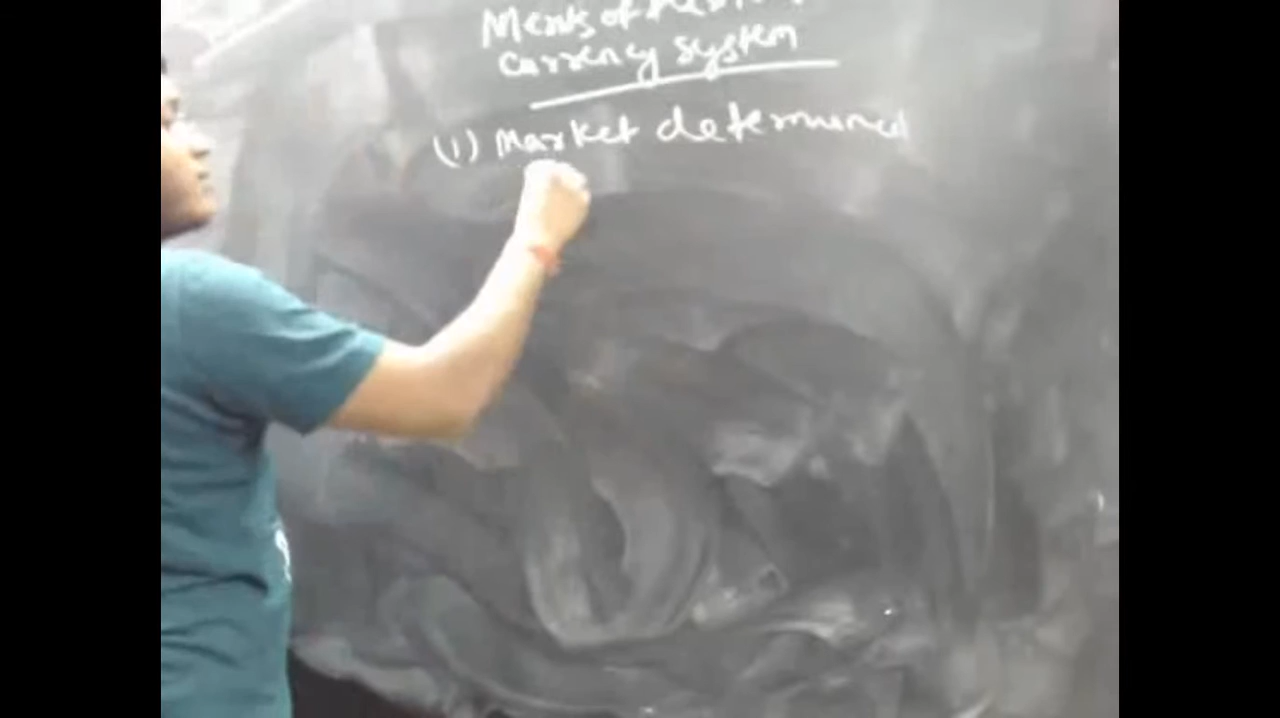 Merits of
currency system
(1) Market determined